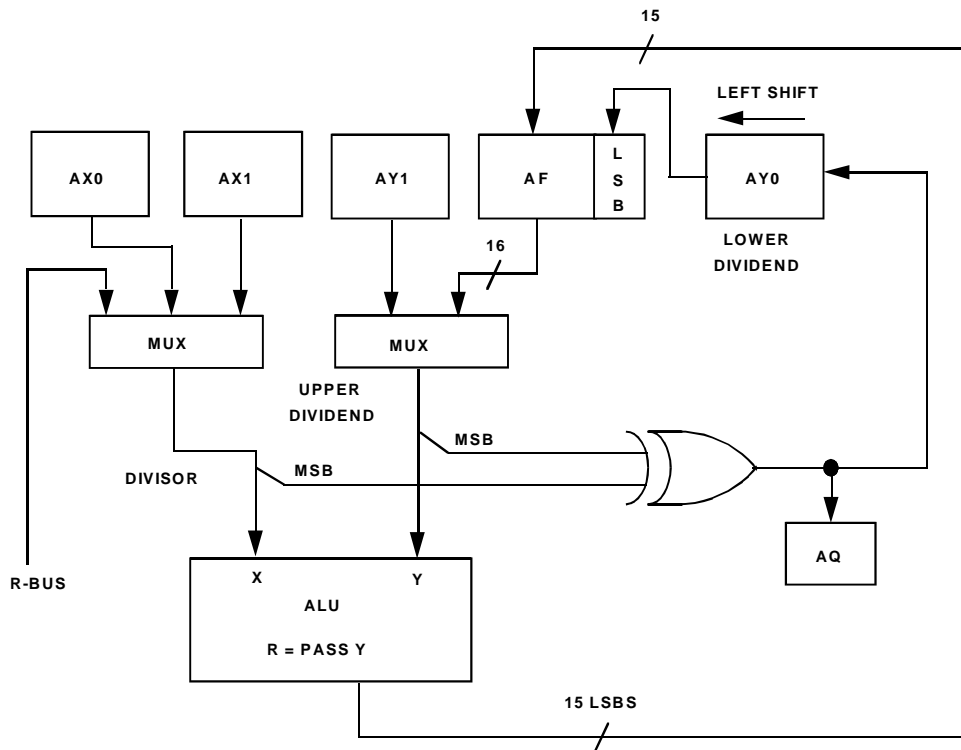 15
LEFT SHIFT
AX0
AX1
AY1
AF
L
S
B
AY0
LOWER
DIVIDEND
16
MUX
MUX
UPPER
DIVIDEND
MSB
DIVISOR
MSB
R-BUS
X
Y
AQ
ALU
R = PASS Y
15 LSBS